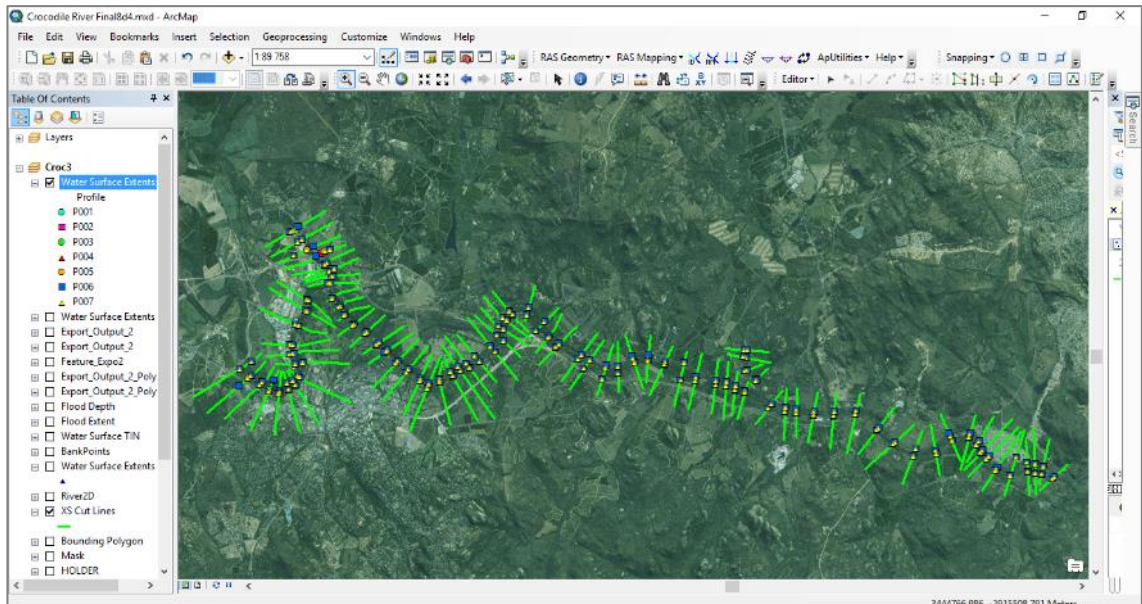 Crocodile River Final8d4.mxd - ArcMap
File Edit View Bookmarks Insert Selection Geoprocessing Customize Windows Help
1:89 758 RAS Geometry RAS Mapping ApUtilities Help Snapping
Editor
Table Of Contents
Search
Layers
Croc3
Water Surface Extents
Profile
P001
P002
P003
P004
P005
P006
P007
Water Surface Extents
Export_Output_2
Export_Output_2
Feature_Expo2
Export_Output_2_Poly
Export_Output_2_Poly
Flood Depth
Flood Extent
Water Surface TIN
BankPoints
Water Surface Extents
River2D
XS Cut Lines
Bounding Polygon
Mask
HOLDER